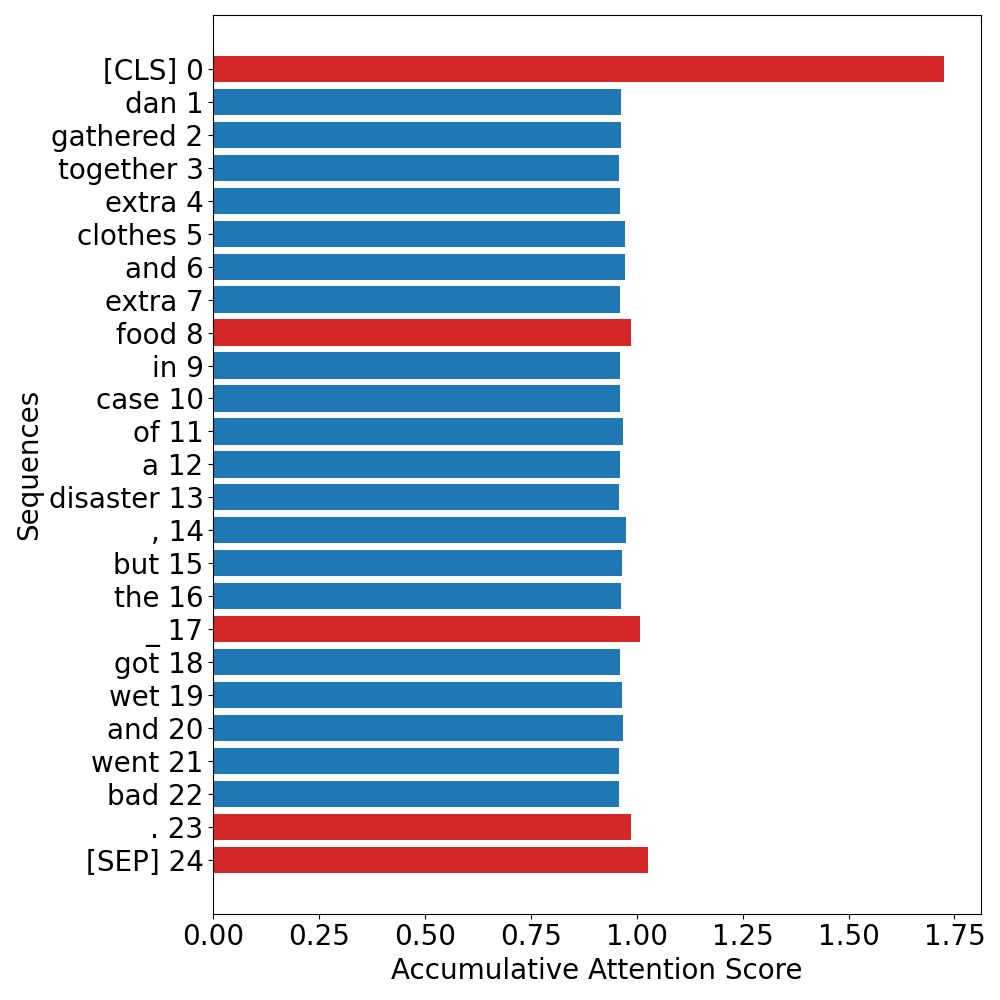 [CLS] 0
dan 1
gathered 2
together 3
extra 4
clothes 5
and 6
extra 7
food 8
in 9
case 10
of 11
a 12
disaster 13
, 14
but 15
the 16
_ 17
got 18
wet 19
and 20
went 21
bad 22
. 23
[SEP] 24
Sequences
0.00 0.25 0.50 0.75 1.00 1.25 1.50 1.75
Accumulative Attention Score